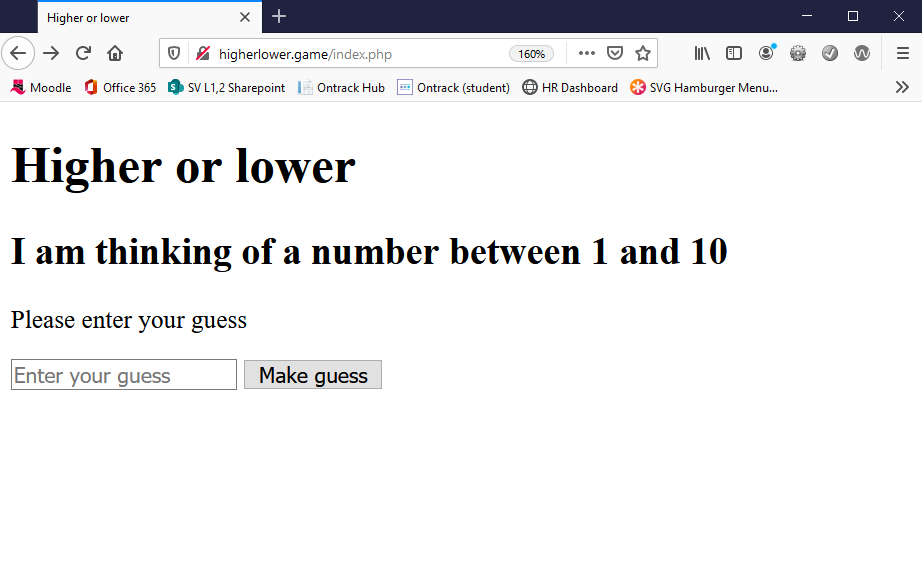 Higher or lower
higherlower.game/index.php 160%
Moodle Office 365 SV L1,2 Sharepoint Ontrack Hub Ontrack (student) HR Dashboard SVG Hamburger Menu...
Higher or lower
I am thinking of a number between 1 and 10
Please enter your guess
Enter your guess Make guess